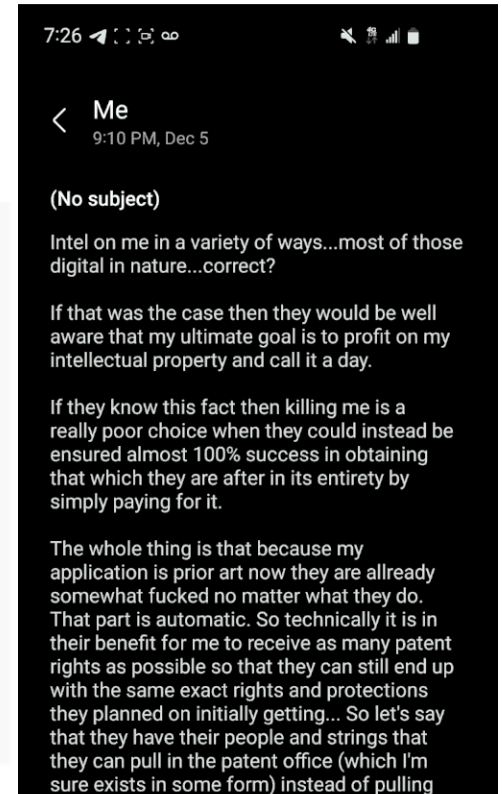 7:26
Me
9:10 PM, Dec 5
(No subject)
Intel on me in a variety of ways...most of those
digital in nature...correct?
If that was the case then they would be well
aware that my ultimate goal is to profit on my
intellectual property and call it a day.
If they know this fact then killing me is a
really poor choice when they could instead be
ensured almost 100% success in obtaining
that which they are after in its entirety by
simply paying for it.
The whole thing is that because my
application is prior art now they are allready
somewhat fucked no matter what they do.
That part is automatic. So technically it is in
their benefit for me to receive as many patent
rights as possible so that they can still end up
with the same exact rights and protections
they planned on initially getting... So let's say
that they have their people and strings that
they can pull in the patent office (which I'm
sure exists in some form) instead of pulling